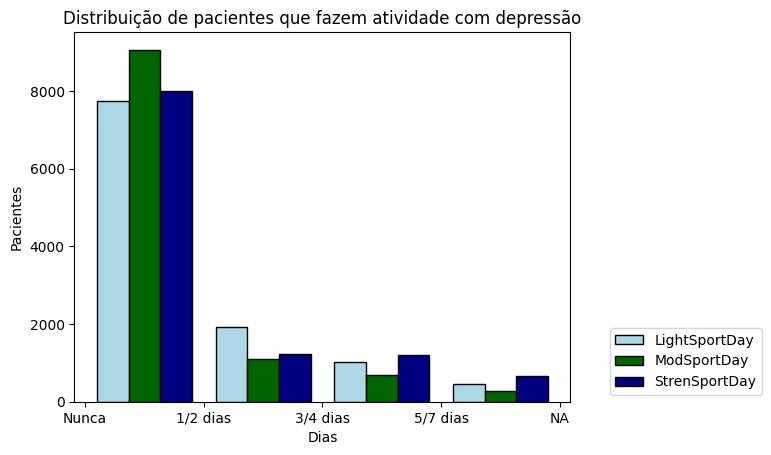 Distribuição de pacientes que fazem atividade com depressão
8000
6000
4000
2000
0
Pacientes
Nunca 1/2 dias 3/4 dias 5/7 dias NA
Dias
LightSportDay
ModSportDay
StrenSportDay